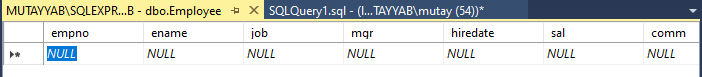 MUTAYYAB\SQLEXPR...B - dbo.Employee SQLQuery1.sql - (l...TAYYAB\mutay (54))*
empno ename job mqr hiredate sal comm
NULL NULL NULL NULL NULL NULL NULL